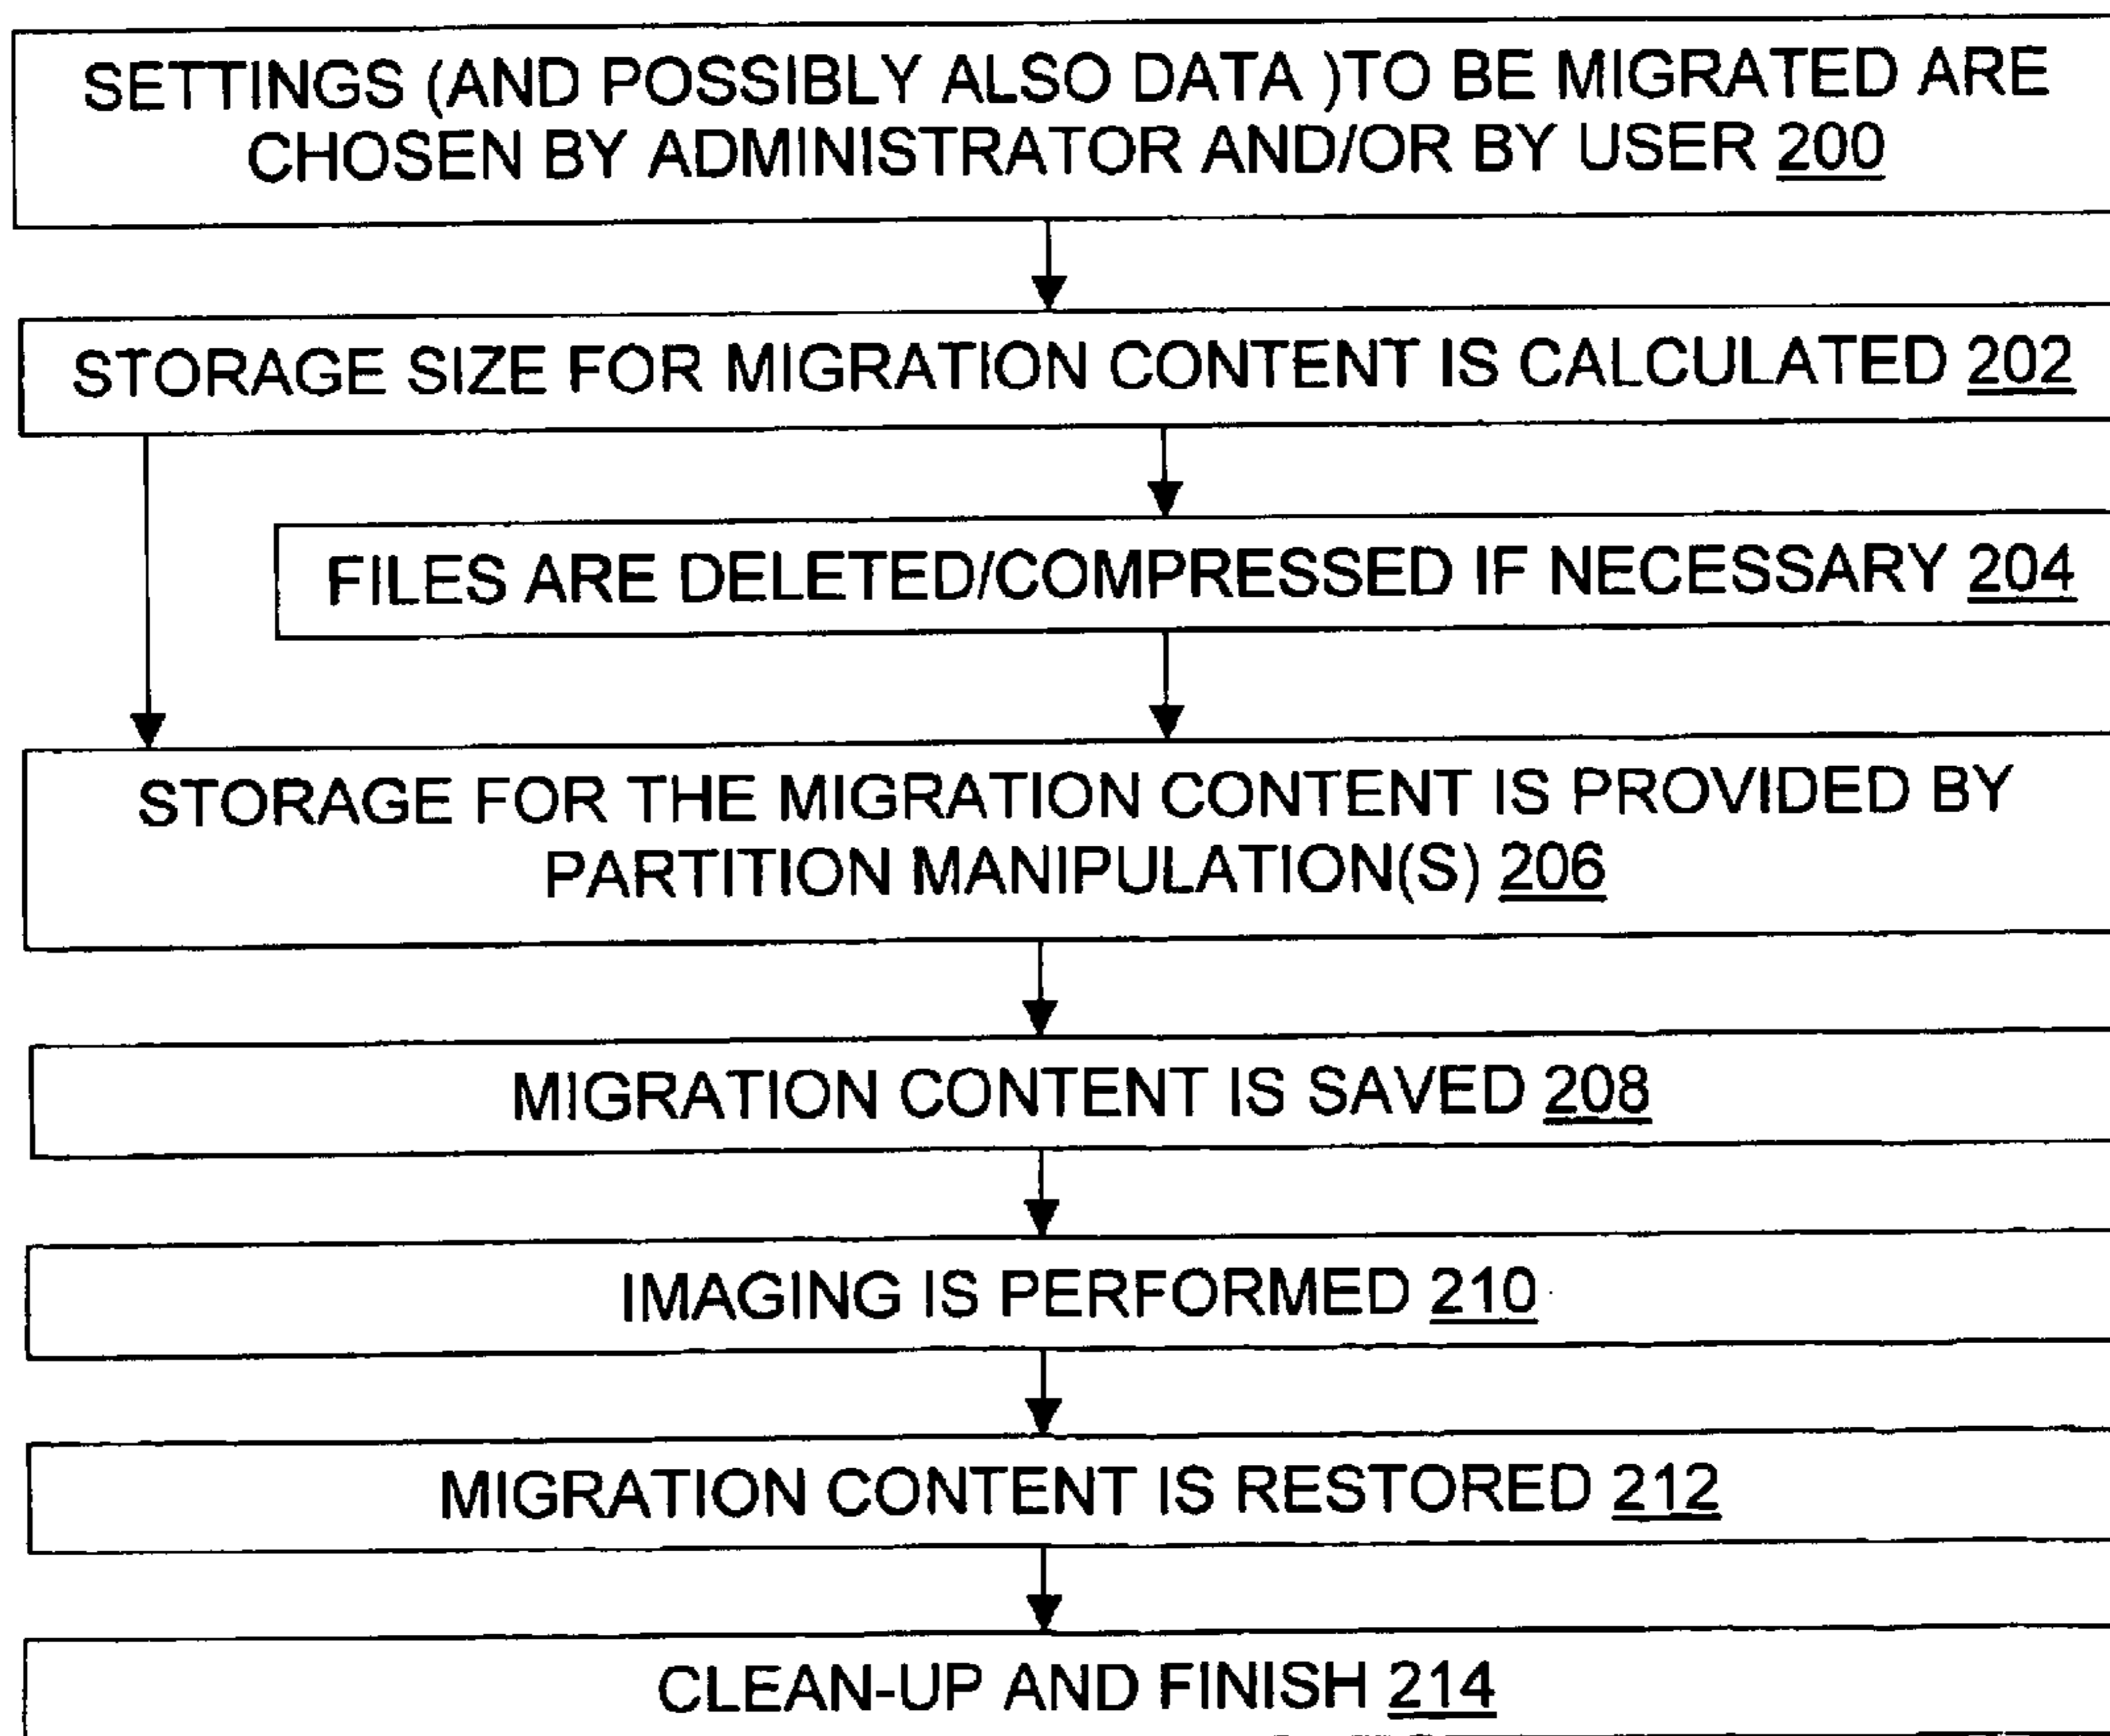 SETTINGS (AND POSSIBLY ALSO DATA )TO BE MIGRATED ARE
CHOSEN BY ADMINISTRATOR AND/OR BY USER 200
STORAGE SIZE FOR MIGRATION CONTENT IS CALCULATED 202
FILES ARE DELETED/COMPRESSED IF NECESSARY 204
STORAGE FOR THE MIGRATION CONTENT IS PROVIDED BY
PARTITION MANIPULATION(S) 206
MIGRATION CONTENT IS SAVED 208
IMAGING IS PERFORMED 210
MIGRATION CONTENT IS RESTORED 212
CLEAN-UP AND FINISH 214